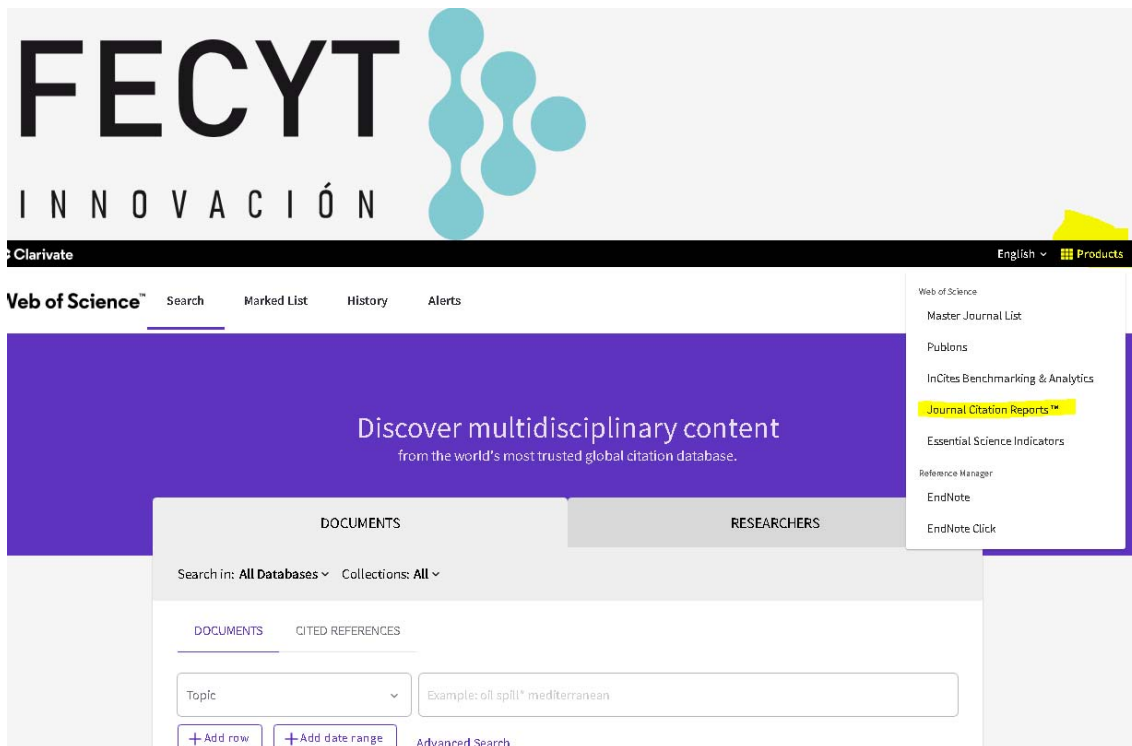 FECYT
INNOVACIÓN
Clarivate
English
Products
Web of Science™
Search
Marked List
History
Alerts
Web of Science
Master Journal List
Publons
InCites Benchmarking & Analytics
Journal Citation Reports™
Essential Science Indicators
Reference Manager
EndNote
EndNote Click
Discover multidisciplinary content
from the world's most trusted global citation database.
DOCUMENTS
RESEARCHERS
Search in: All Databases Collections: All
DOCUMENTS
CITED REFERENCES
Topic
Example: oil spill* mediterranean
+ Add row
+ Add date range
Advanced Search